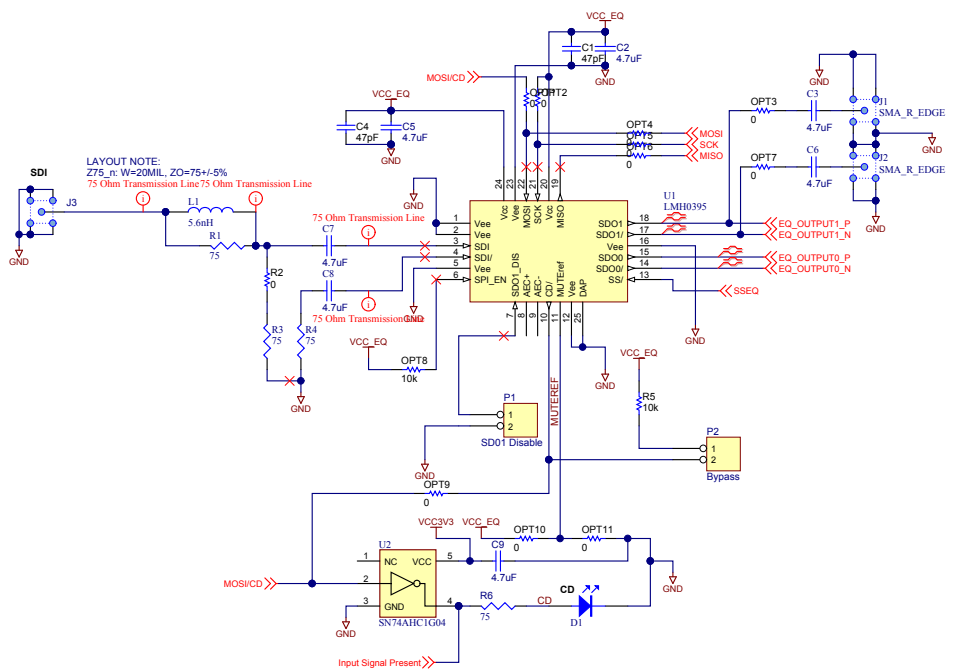 VCC_EQ
C1
47pF
C2
4.7uF
GND
MOSI/CD
OPT2
0
VCC_EQ
C4
47pF
C5
4.7uF
GND
OPT4
OPT5
0
OPT6
0
0
MOSI
SCK
MISO
GND
OPT3
0
C3
4.7uF
J1
SMA_R_EDGE
GND
OPT7
0
C6
4.7uF
J2
SMA_R_EDGE
GND
SDI
J3
GND
LAYOUT NOTE:
Z75_n: W=20MIL, ZO=75+/-5%
75 Ohm Transmission Line
75 Ohm Transmission Line
L1
5.6nH
R1
75
R2
0
R3
75
R4
75
GND
75 Ohm Transmission Line
C7
4.7uF
C8
4.7uF
75 Ohm Transmission Line
GND
GND
24
23
22
21
20
19
Vcc
Vee
MOSI
SCK
Vcc
MISO
U1
LMH0395
1 Vee
2 Vee
3 SDI
4 SDI/
5 Vee
6 SPI_EN
SDO1 18
SDO1/ 17
Vee 16
SDO0 15
SDO0/ 14
SS/ 13
SDO1_DIS
AEC+
AEC-
CD/
MUTEref
Vee
DAP
7
8
9
10
11
12
25
EQ_OUTPUT1_P
EQ_OUTPUT1_N
EQ_OUTPUT0_P
EQ_OUTPUT0_N
SSEQ
GND
GND
VCC_EQ
OPT8
10k
P1
1
2
SD01 Disable
GND
MUTEREF
VCC_EQ
R5
10k
P2
1
2
Bypass
OPT9
0
VCC3V3
VCC_EQ
OPT10
0
OPT11
0
C9
4.7uF
GND
U2
1 NC
VCC 5
2
3 GND
4
SN74AHC1G04
MOSI/CD
GND
R6
75
CD
CD
D1
Input Signal Present